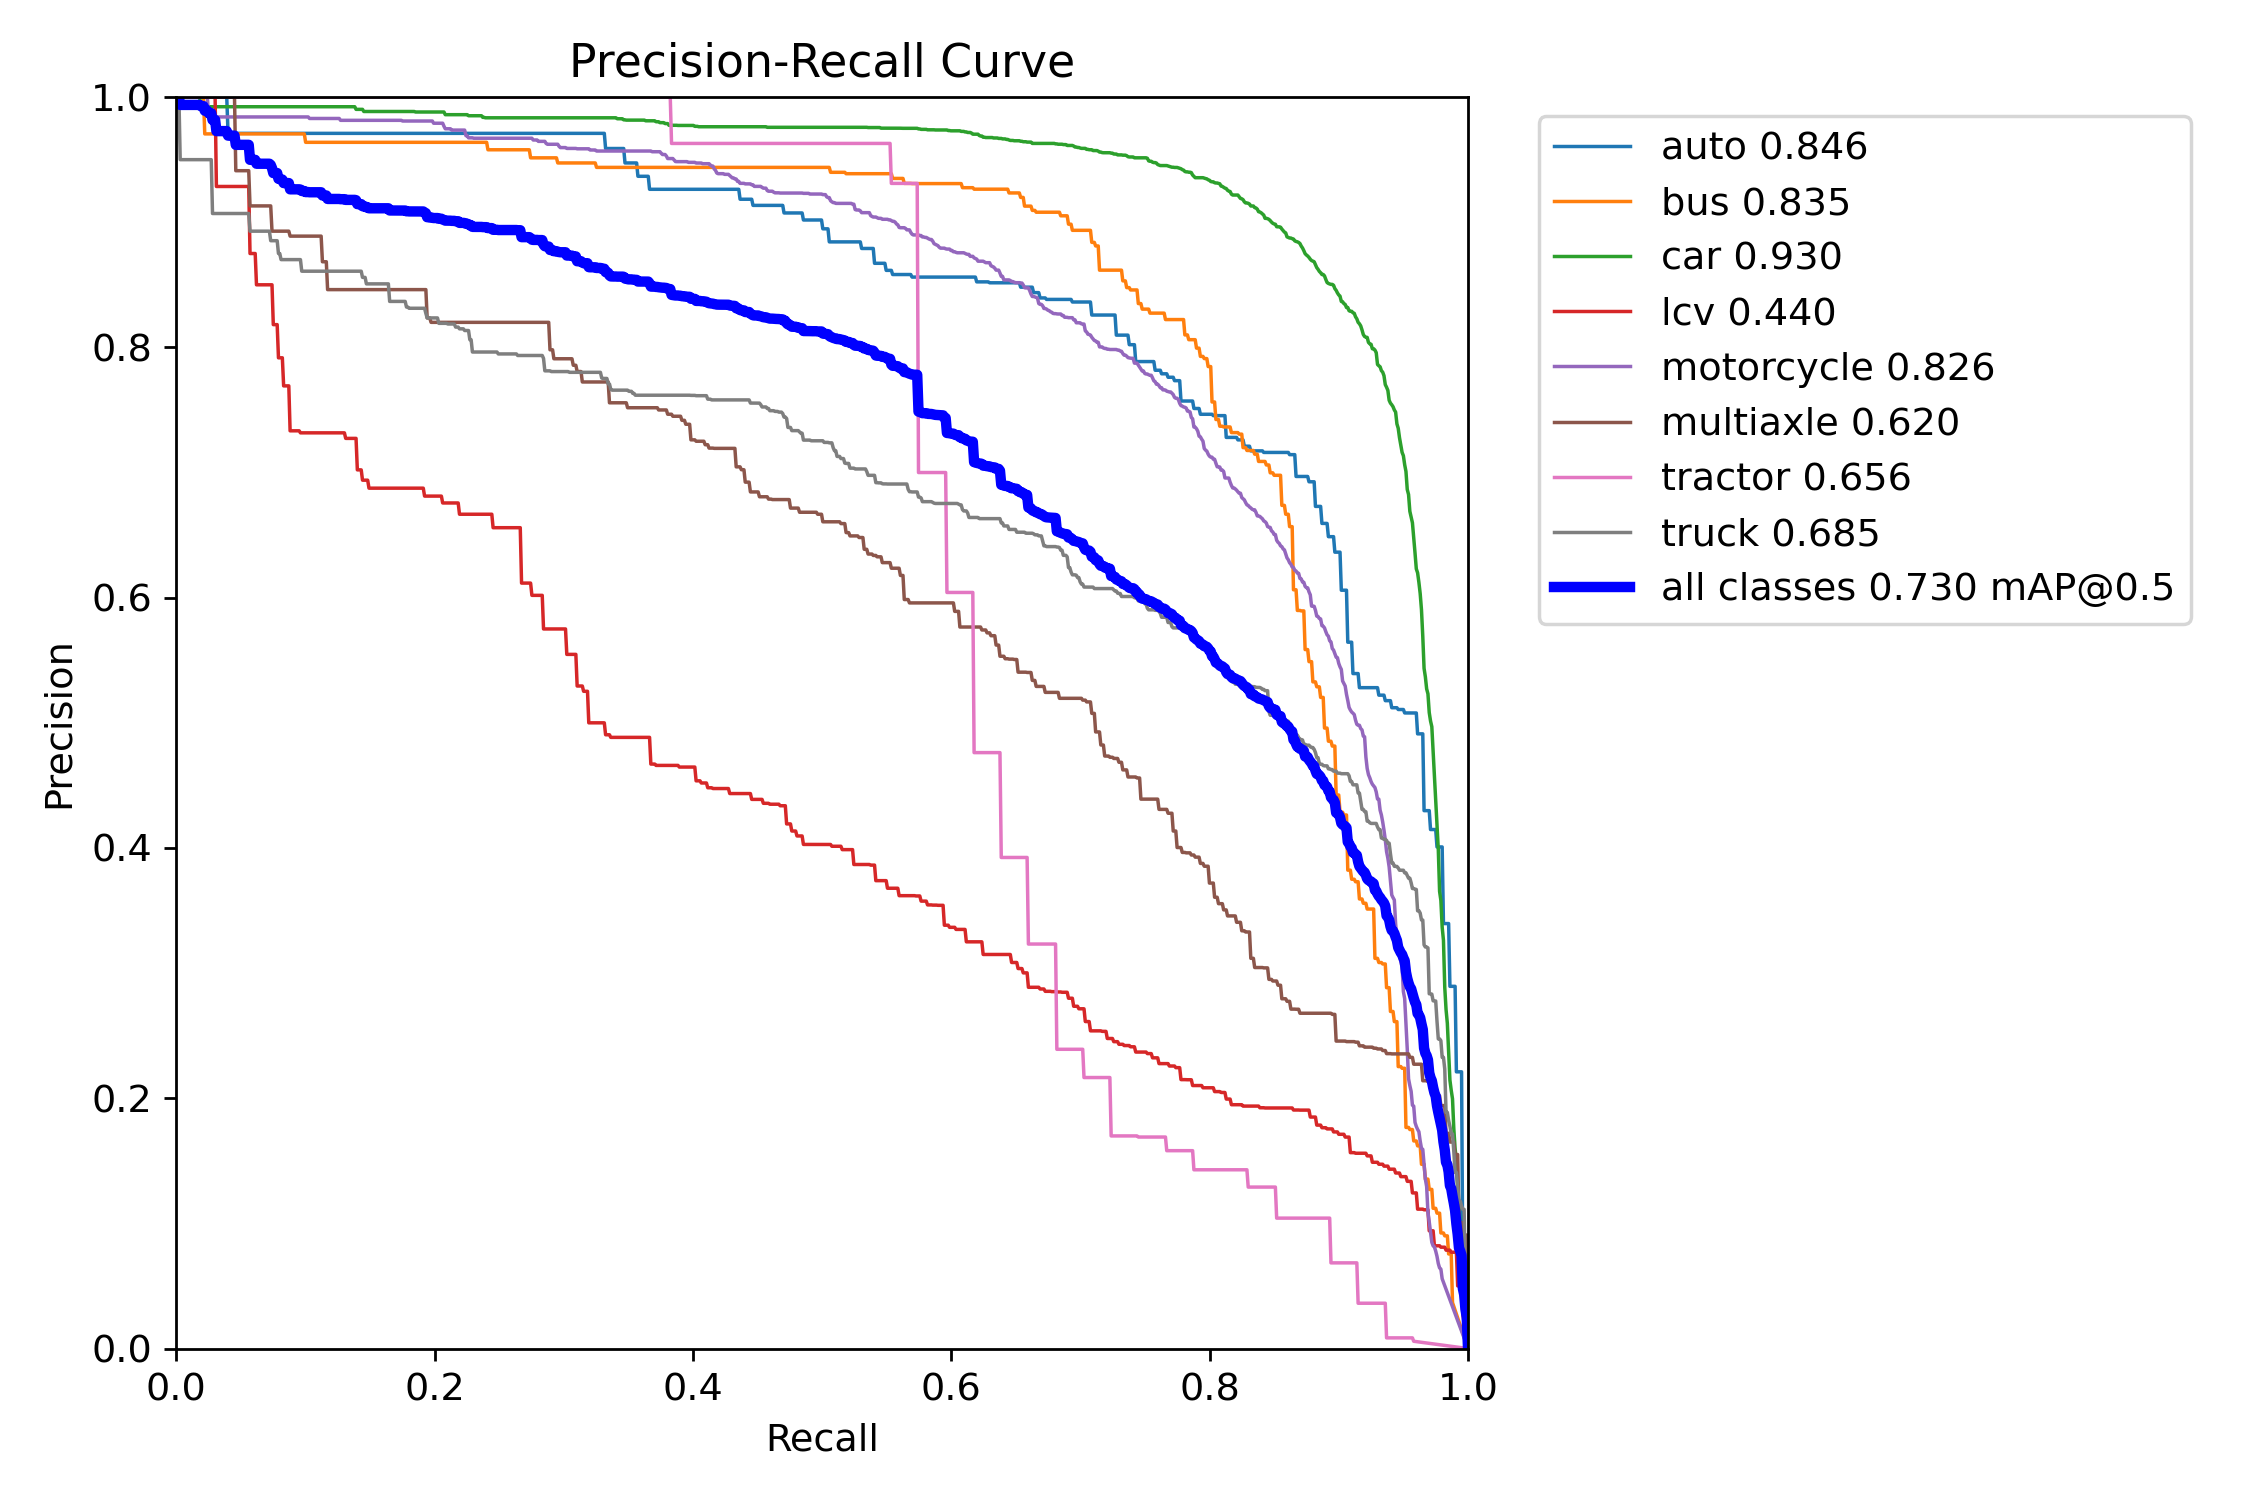 Precision-Recall Curve
1.0
0.8
0.6
0.4
0.2
0.0
Precision
0.0 0.2 0.4 0.6 0.8 1.0
Recall
auto 0.846
bus 0.835
car 0.930
lcv 0.440
motorcycle 0.826
multiaxle 0.620
tractor 0.656
truck 0.685
all classes 0.730 mAP@0.5